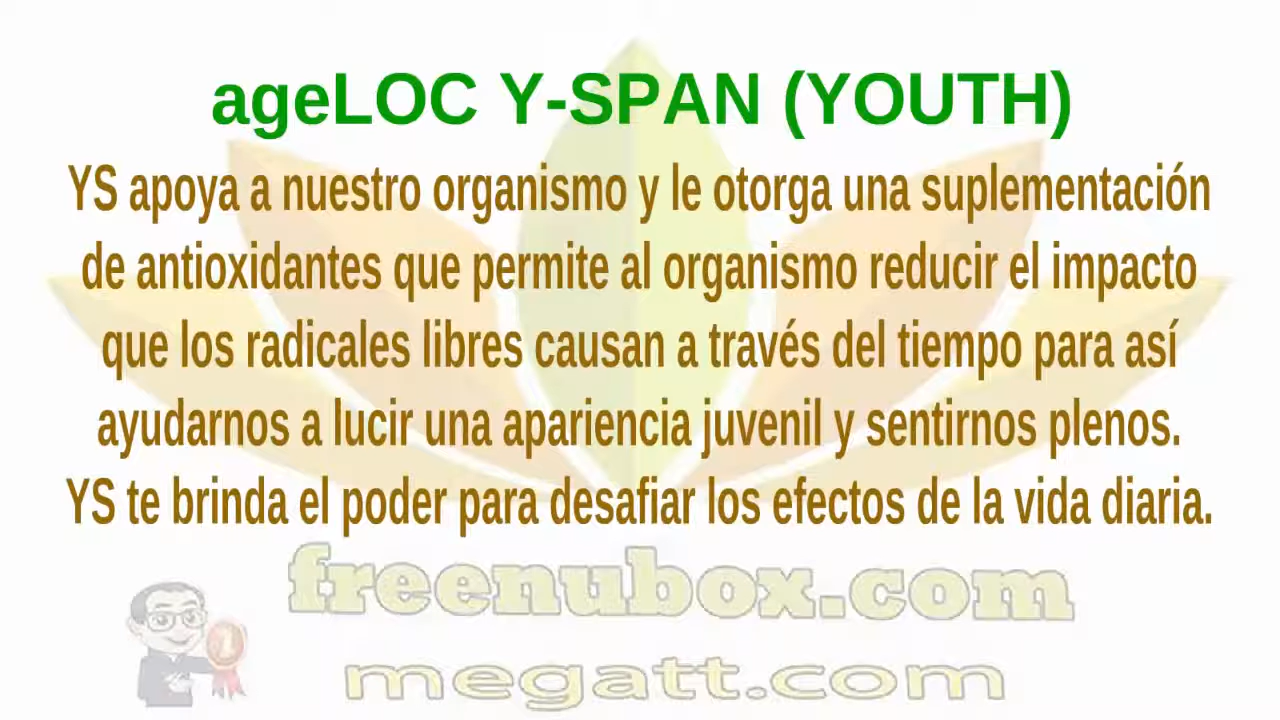 ageLOC Y-SPAN (YOUTH)
YS apoya a nuestro organismo y le otorga una suplementación
de antioxidantes que permite al organismo reducir el impacto
que los radicales libres causan a través del tiempo para así
ayudarnos a lucir una apariencia juvenil y sentirnos plenos.
YS te brinda el poder para desafiar los efectos de la vida diaria.
freenubox.com
1
megatt.com